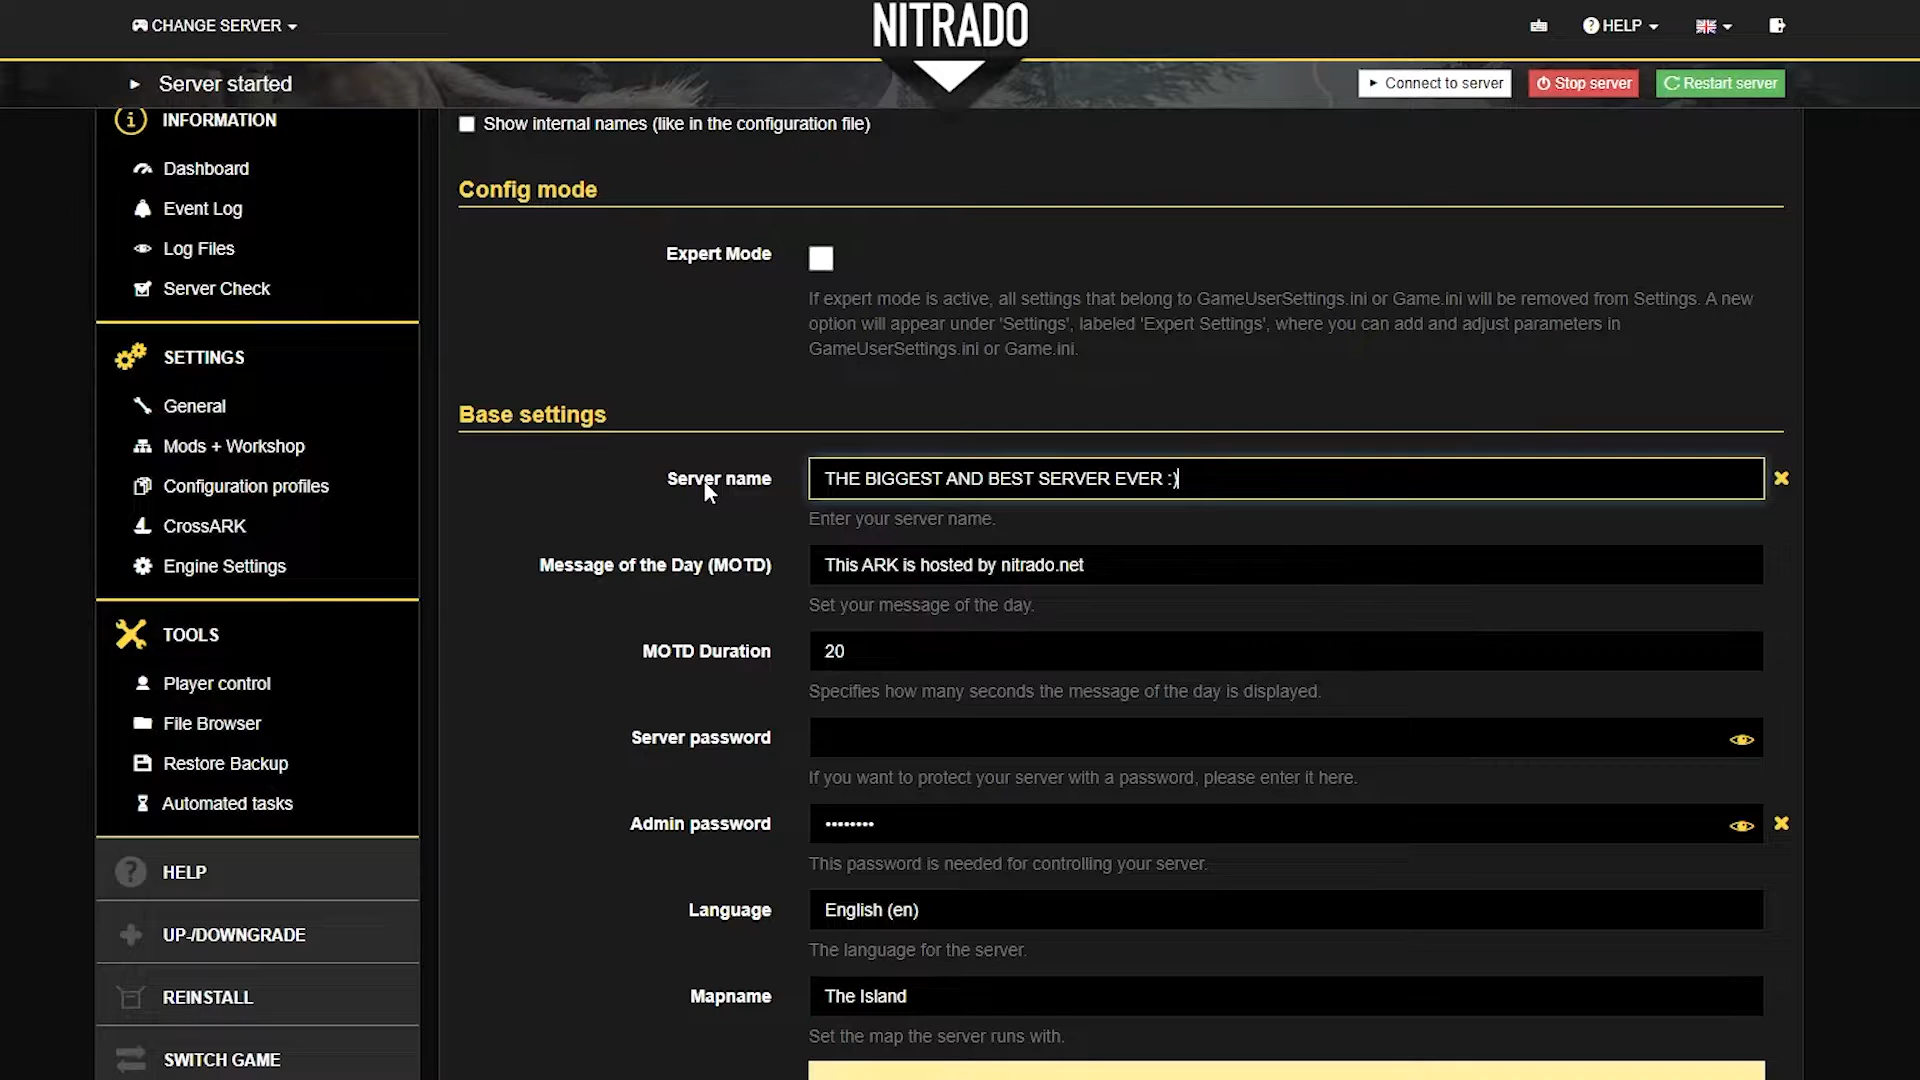 CHANGE SERVER
NITRADO
HELP
Server started
Connect to server
Stop server
Restart server
INFORMATION
Dashboard
Event Log
Log Files
Server Check
SETTINGS
General
Mods + Workshop
Configuration profiles
CrossARK
Engine Settings
TOOLS
Player control
File Browser
Restore Backup
Automated tasks
HELP
UP-/DOWNGRADE
REINSTALL
SWITCH GAME
Show internal names (like in the configuration file)
Config mode
Expert Mode
If expert mode is active, all settings that belong to GameUserSettings.ini or Game.ini will be removed from Settings. A new
option will appear under 'Settings', labeled 'Expert Settings', where you can add and adjust parameters in
GameUserSettings.ini or Game.ini.
Base settings
Server name
THE BIGGEST AND BEST SERVER EVER :)
Enter your server name.
Message of the Day (MOTD)
This ARK is hosted by nitrado.net
Set your message of the day.
MOTD Duration
20
Specifies how many seconds the message of the day is displayed.
Server password
If you want to protect your server with a password, please enter it here.
Admin password
••••••••
This password is needed for controlling your server.
Language
English (en)
The language for the server.
Mapname
The Island
Set the map the server runs with.